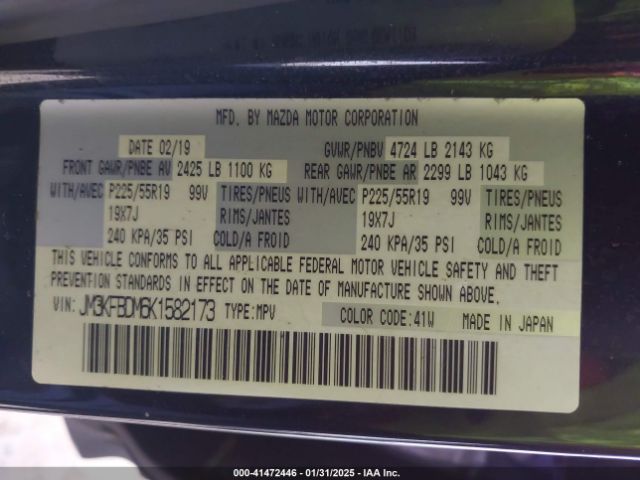 MFD. BY MAZDA MOTOR CORPORATION
DATE 02/19 GVWR/PNBV 4724 LB 2143 KG
FRONT GAWR/PNBE AV 2425 LB 1100 KG REAR GAWR/PNBE AR 2299 LB 1043 KG
WITH/AVEC P225/55R19 99V TIRES/PNEUS WITH/AVEC P225/55R19 99V TIRES/PNEUS
19X7J RIMS/JANTES 19X7J RIMS/JANTES
240 KPA/35 PSI COLD/A FROID 240 KPA/35 PSI COLD/A FROID
THIS VEHICLE CONFORMS TO ALL APPLICABLE FEDERAL MOTOR VEHICLE SAFETY AND THEFT
PREVENTION STANDARDS IN EFFECT ON THE DATE OF MANUFACTURE SHOWN ABOVE.
VIN: JM3KFBDM6K1582173 TYPE:MPV COLOR CODE:41W MADE IN JAPAN
000-41472446 - 01/31/2025 - IAA Inc.